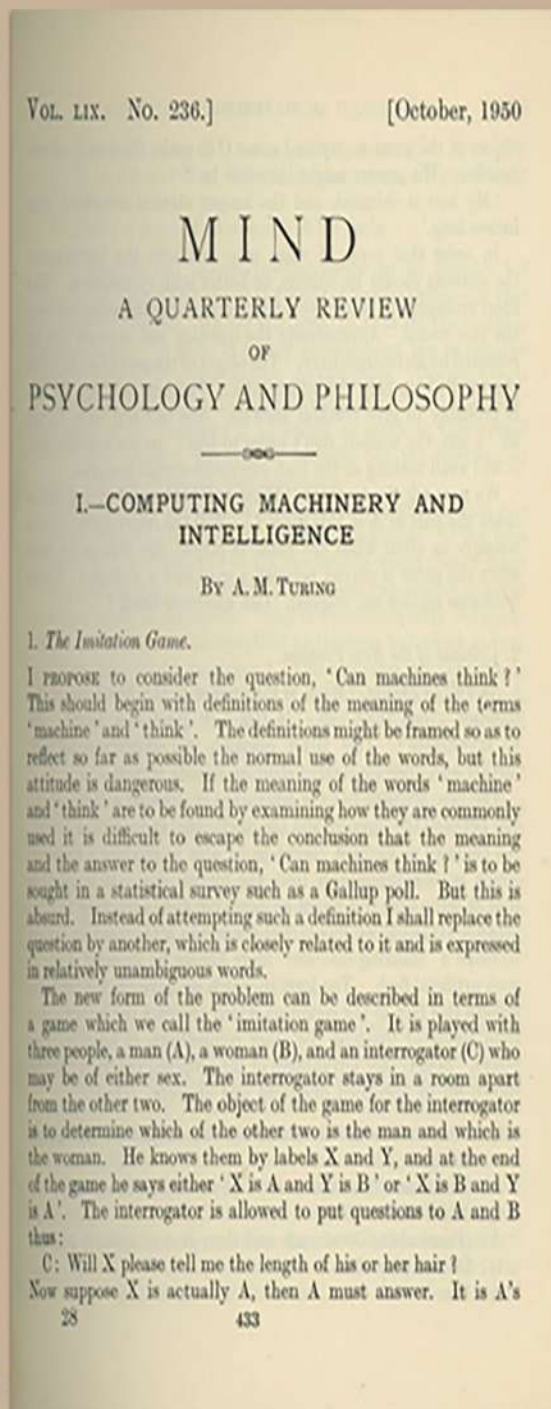 VOL. LIX. No. 236.] [October, 1950
MIND
A QUARTERLY REVIEW
OF
PSYCHOLOGY AND PHILOSOPHY
I.—COMPUTING MACHINERY AND
INTELLIGENCE
BY A. M. TURING
1. The Imitation Game.
I PROPOSE to consider the question, ‘ Can machines think ? ’
This should begin with definitions of the meaning of the terms
‘ machine ’ and ‘ think ’. The definitions might be framed so as to
reflect so far as possible the normal use of the words, but this
attitude is dangerous. If the meaning of the words ‘ machine ’
and ‘ think ’ are to be found by examining how they are commonly
used it is difficult to escape the conclusion that the meaning
and the answer to the question, ‘ Can machines think ? ’ is to be
sought in a statistical survey such as a Gallup poll. But this is
absurd. Instead of attempting such a definition I shall replace the
question by another, which is closely related to it and is expressed
in relatively unambiguous words.
The new form of the problem can be described in terms of
a game which we call the ‘ imitation game ’. It is played with
three people, a man (A), a woman (B), and an interrogator (C) who
may be of either sex. The interrogator stays in a room apart
from the other two. The object of the game for the interrogator
is to determine which of the other two is the man and which is
the woman. He knows them by labels X and Y, and at the end
of the game he says either ‘ X is A and Y is B ’ or ‘ X is B and Y
is A ’. The interrogator is allowed to put questions to A and B
thus :
C : Will X please tell me the length of his or her hair ?
Now suppose X is actually A, then A must answer. It is A's
28 433